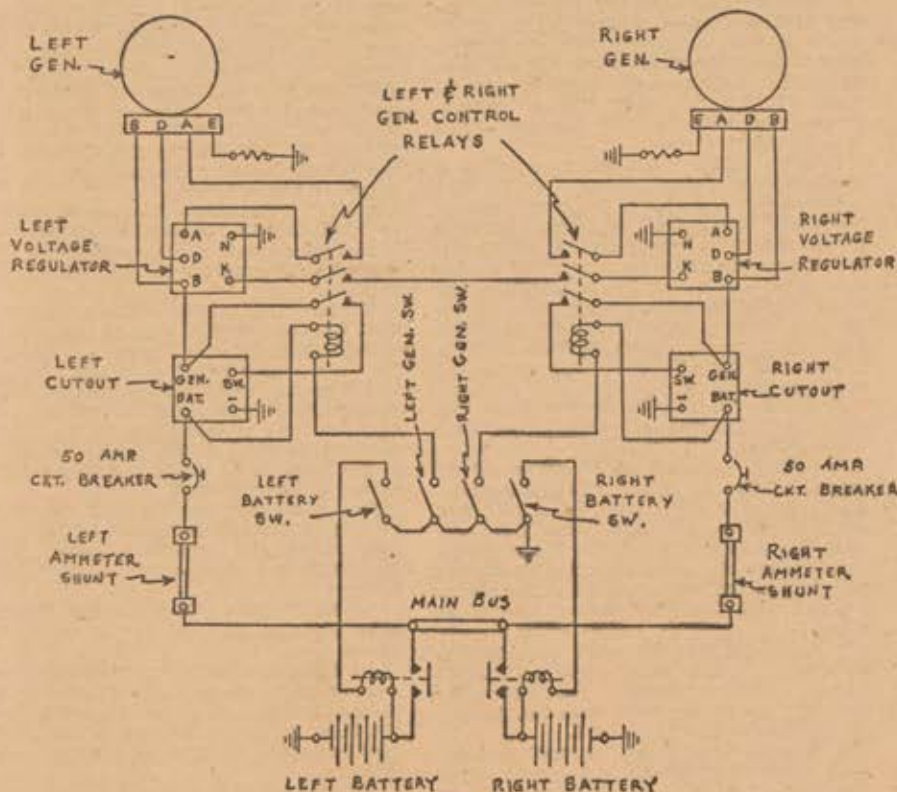 LEFT
GEN.
RIGHT
GEN.
LEFT & RIGHT
GEN. CONTROL
RELAYS
B D A E
E A D B
LEFT
VOLTAGE
REGULATOR
A
N
D
K
B
A
N
D
K
B
RIGHT
VOLTAGE
REGULATOR
LEFT GEN. SW.
RIGHT GEN. SW.
LEFT
CUTOUT
GEN. SW.
BAT. I
SW. GEN.
I BAT.
RIGHT
CUTOUT
50 AMP
CKT. BREAKER
50 AMP
CKT. BREAKER
LEFT
BATTERY
SW.
RIGHT
BATTERY
SW.
LEFT
AMMETER
SHUNT
RIGHT
AMMETER
SHUNT
MAIN BUS
LEFT BATTERY
RIGHT BATTERY